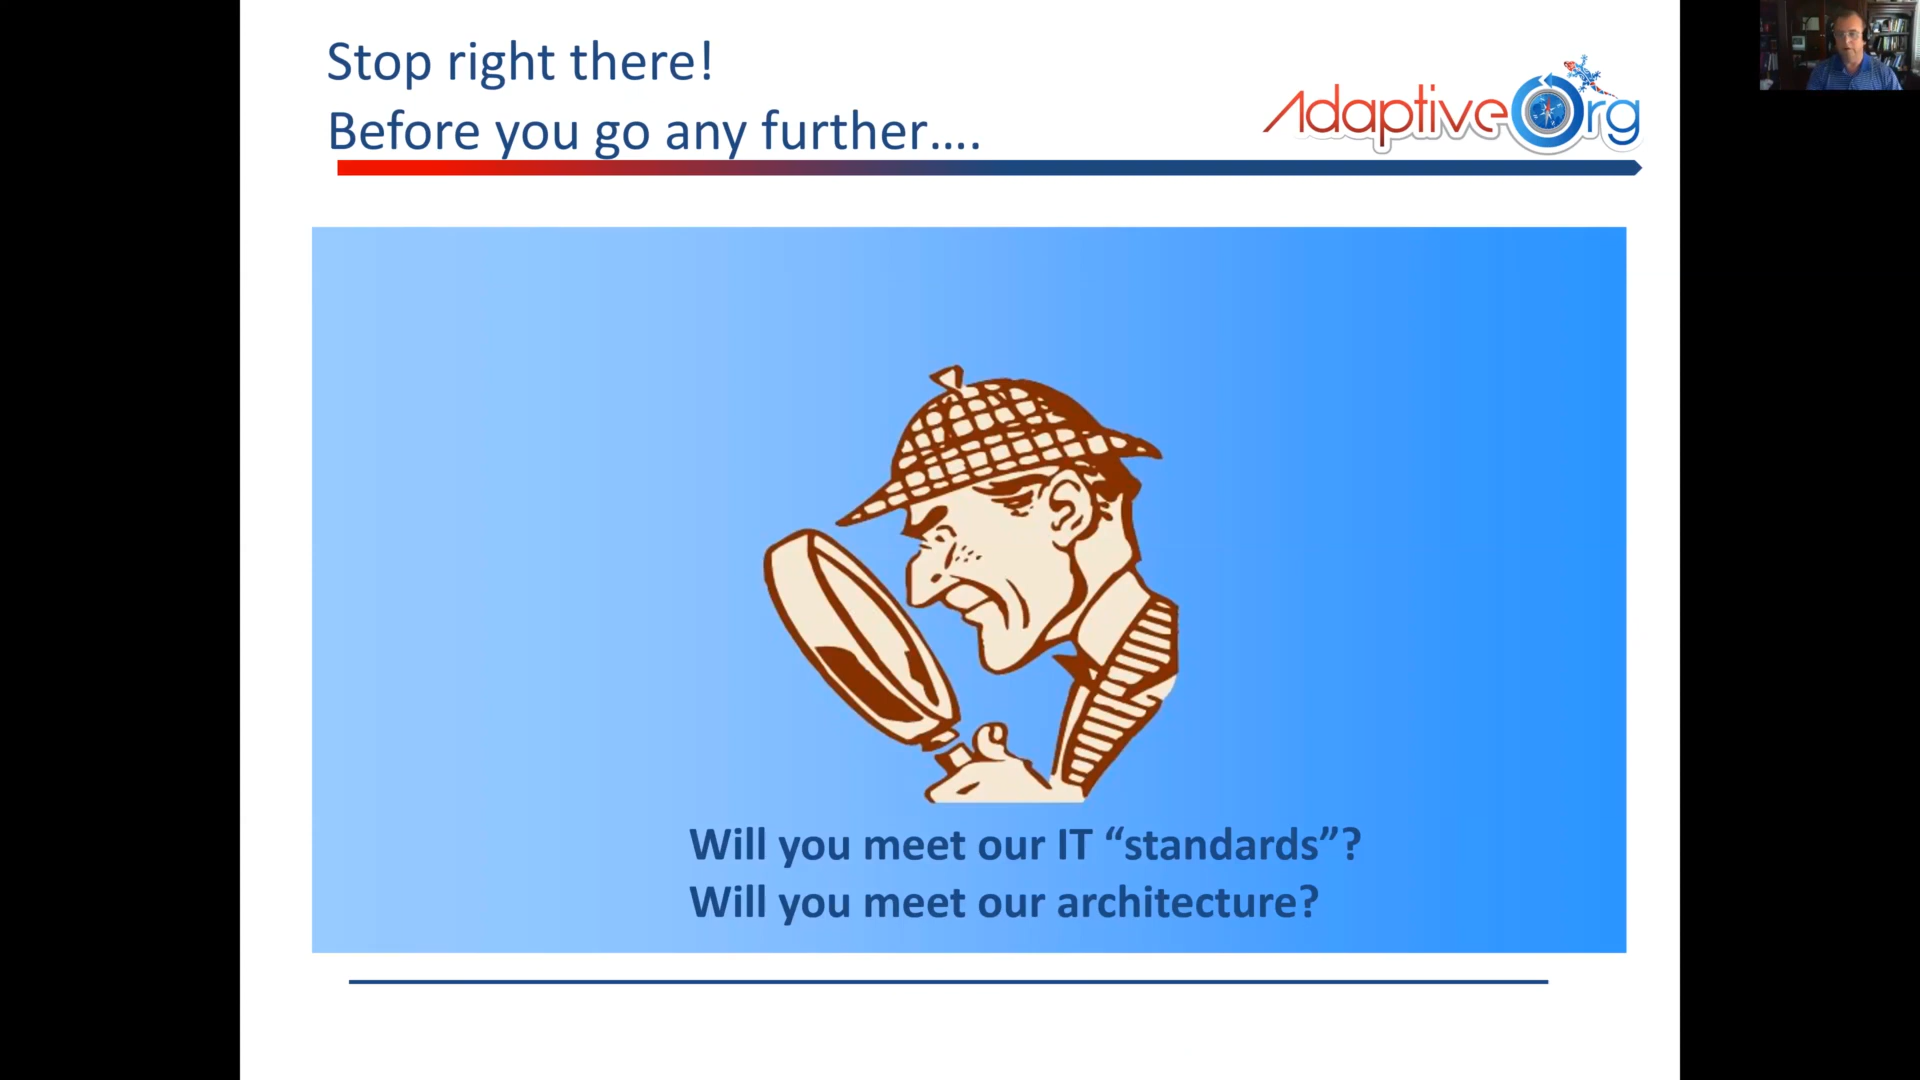 Stop right there!
Before you go any further….
AdaptiveOrg
Will you meet our IT “standards”?
Will you meet our architecture?